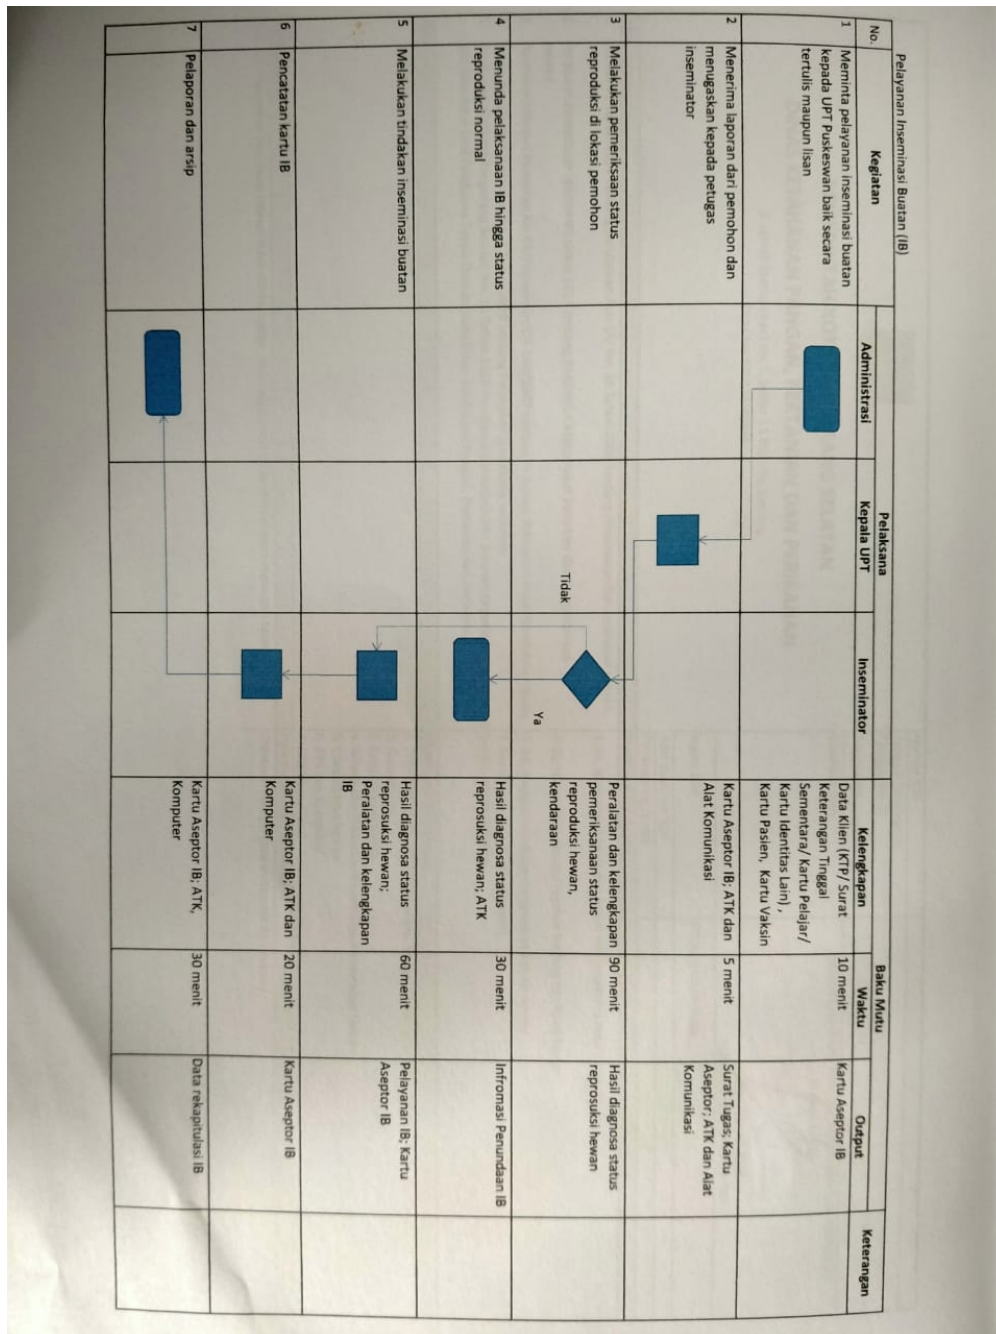 Pelayanan Inseminasi Buatan (IB)
No.
Kegiatan
Pelaksana
Administrasi
Kepala UPT
Inseminator
Baku Mutu
Kelengkapan
Waktu
Output
Keterangan
1
Meminta pelayanan inseminasi buatan
kepada UPT Puskeswan baik secara
tertulis maupun lisan
Data Klien (KTP/ Surat
Keterangan Tinggal
Sementara/ Kartu Pelajar/
Kartu Identitas Lain) ,
Kartu Pasien, Kartu Vaksin
10 menit
Kartu Aseptor IB
2
Menerima laporan dari pemohon dan
menugaskan kepada petugas
inseminator
Kartu Aseptor IB; ATK dan
Alat Komunikasi
5 menit
Surat Tugas; Kartu
Aseptor; ATK dan Alat
Komunikasi
3
Melakukan pemeriksaan status
reproduksi di lokasi pemohon
Tidak
Ya
Peralatan dan kelengkapan
pemeriksanaan status
reproduksi hewan,
kendaraan
90 menit
Hasil diagnosa status
reprosuksi hewan
4
Menunda pelaksanaan IB hingga status
reproduksi normal
Hasil diagnosa status
reprosuksi hewan; ATK
30 menit
Infromasi Penundaan IB
5
Melakukan tindakan inseminasi buatan
Hasil diagnosa status
reprosuksi hewan;
Peralatan dan kelengkapan
IB
60 menit
Pelayanan IB; Kartu
Aseptor IB
6
Pencatatan kartu IB
Kartu Aseptor IB; ATK dan
Komputer
20 menit
Kartu Aseptor IB
7
Pelaporan dan arsip
Kartu Aseptor IB; ATK,
Komputer
30 menit
Data rekapitulasi IB